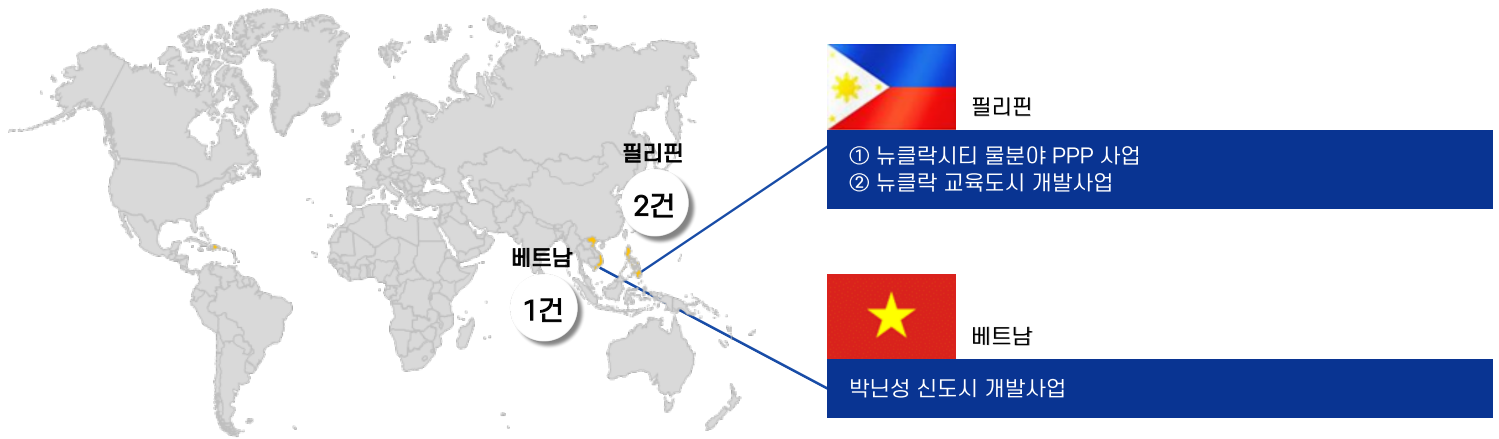 필리핀
2건
베트남
1건
필리핀
① 뉴클락시티 물분야 PPP 사업
② 뉴클락 교육도시 개발사업
베트남
박닌성 신도시 개발사업